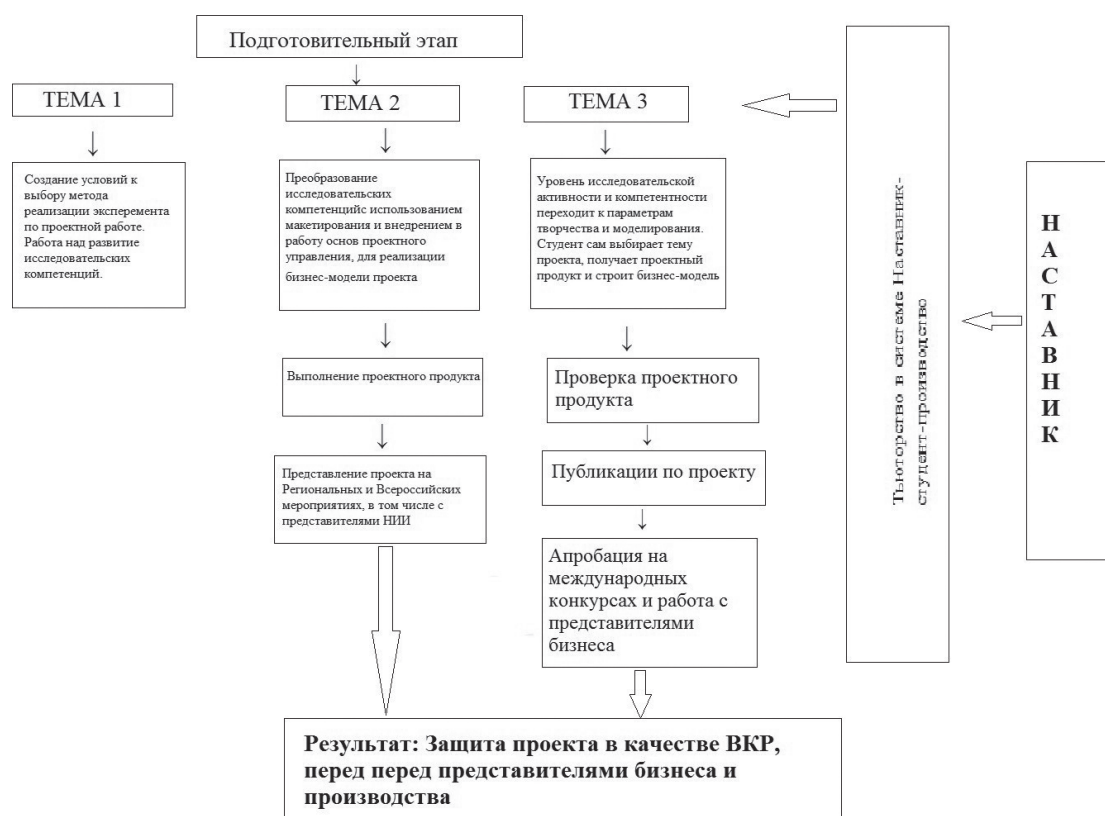 Подготовительный этап
ТЕМА 1
ТЕМА 2
ТЕМА 3
Создание условий к
выбору метода
реализации эксперемента
по проектной работе.
Работа над развитие
исследовательских
компетенций.
Преобразование
исследовательских
компетенцийс использованием
макетирования и внедрением в
работу основ проектного
управления, для реализации
бизнес-модели проекта
Уровень исследовательской
активности и компетентности
переходит к параметрам
творчества и моделирования.
Студент сам выбирает тему
проекта, получает проектный
продукт и строит бизнес-модель
Выполнение проектного продукта
Проверка проектного
продукта
Представление проекта на
Региональных и Всероссийских
мероприятиях, в том числе с
представителями НИИ
Публикации по проекту
Апробация на
международных
конкурсах и работа с
представителями
бизнеса
Результат: Защита проекта в качестве ВКР,
перед перед представителями бизнеса и
производства
Тьюторство в системе Наставник-
студент-производство
НАСТАВНИК